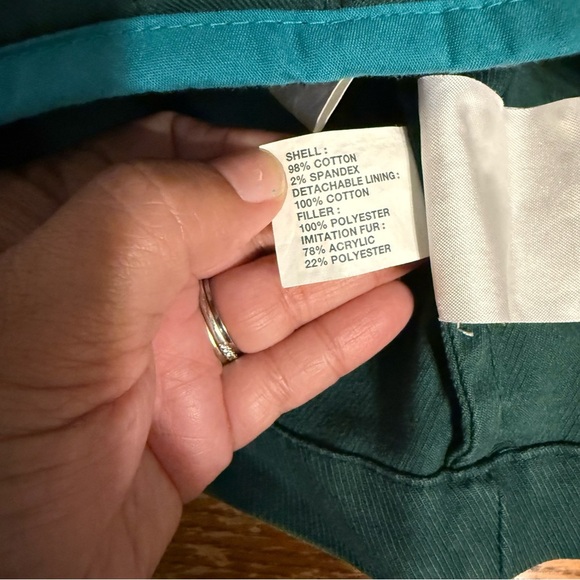 SHELL :
98% COTTON
2% SPANDEX
DETACHABLE LINING:
100% COTTON
FILLER :
100% POLYESTER
IMITATION FUR :
78% ACRYLIC
22% POLYESTER